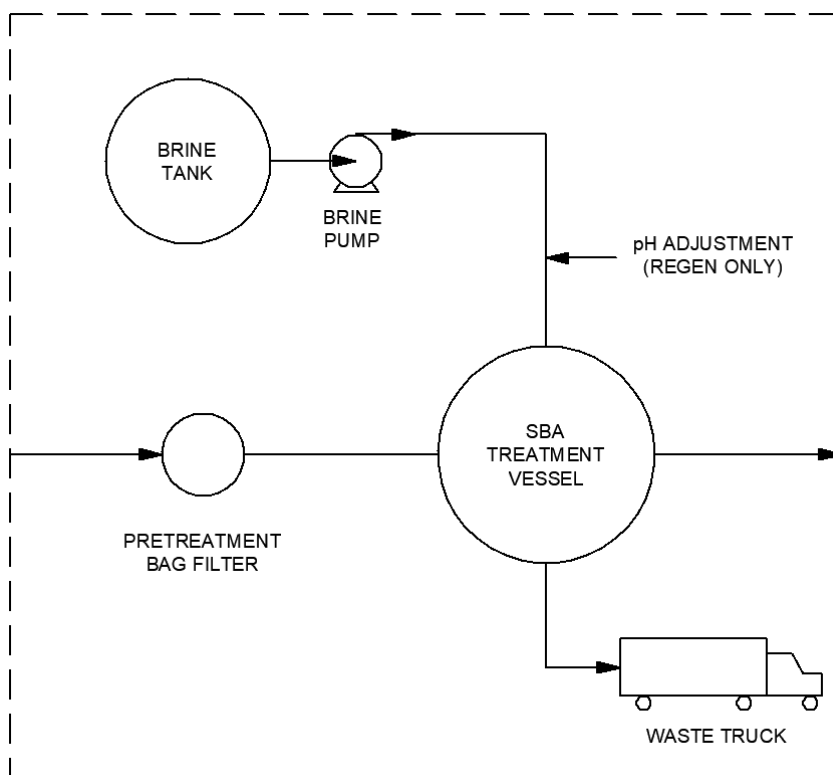 BRINE
TANK
BRINE
PUMP
pH ADJUSTMENT
(REGEN ONLY)
SBA
TREATMENT
VESSEL
PRETREATMENT
BAG FILTER
WASTE TRUCK